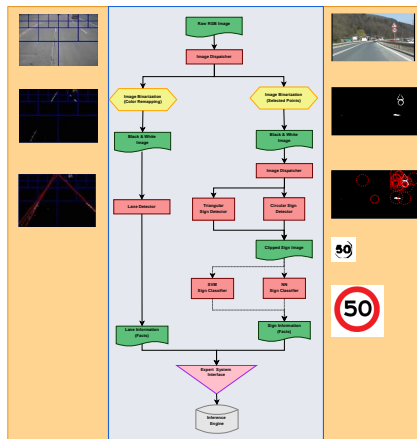 Raw RGB Image
Image Dispatcher
Image Binarization
(Color Remapping)
Image Binarization
(Selected Points)
Black & White
Image
Black & White
Image
Image Dispatcher
Lane Detector
Triangular
Sign Detector
Circular Sign
Detector
Clipped Sign Image
50
SVM
Sign Classifier
NN
Sign Classifier
50
Lane Information
(Facts)
Sign Information
(Facts)
Expert System
Interface
Inference
Engine